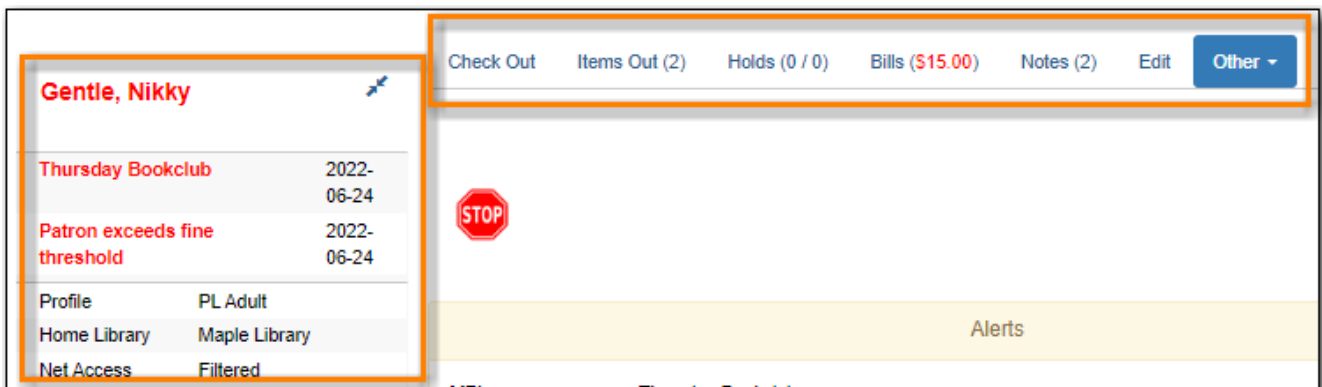 Check Out Items Out (2) Holds (0 / 0) Bills ($15.00) Notes (2) Edit Other
Gentle, Nikky
Thursday Bookclub 2022-
06-24
Patron exceeds fine 2022-
threshold 06-24
Profile PL Adult
Home Library Maple Library
Net Access Filtered
STOP
Alerts